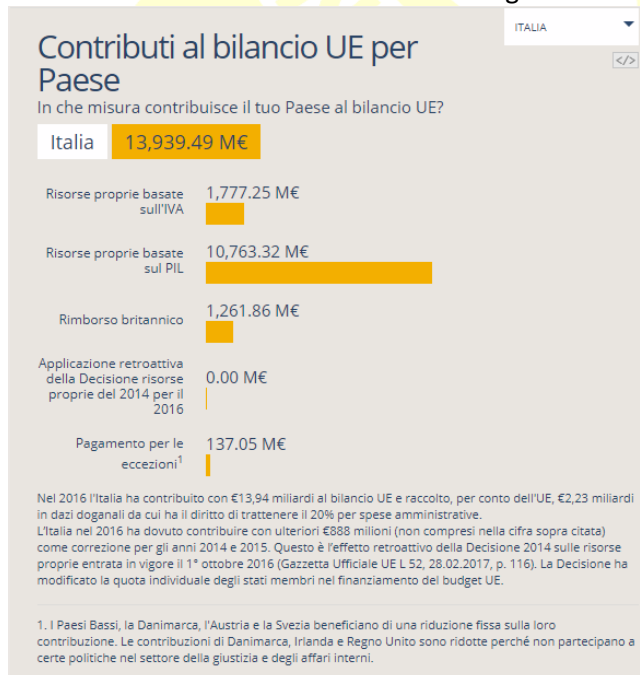 ITALIA
Contributi al bilancio UE per
Paese
</>
In che misura contribuisce il tuo Paese al bilancio UE?
Italia 13,939.49 M€
Risorse proprie basate
sull'IVA
1,777.25 M€
Risorse proprie basate
sul PIL
10,763.32 M€
Rimborso britannico
1,261.86 M€
Applicazione retroattiva
della Decisione risorse
proprie del 2014 per il
2016
0.00 M€
Pagamento per le
eccezioni1
137.05 M€
Nel 2016 l'Italia ha contribuito con €13,94 miliardi al bilancio UE e raccolto, per conto dell'UE, €2,23 miliardi
in dazi doganali da cui ha il diritto di trattenere il 20% per spese amministrative.
L'Italia nel 2016 ha dovuto contribuire con ulteriori €888 milioni (non compresi nella cifra sopra citata)
come correzione per gli anni 2014 e 2015. Questo è l'effetto retroattivo della Decisione 2014 sulle risorse
proprie entrata in vigore il 1° ottobre 2016 (Gazzetta Ufficiale UE L 52, 28.02.2017, p. 116). La Decisione ha
modificato la quota individuale degli stati membri nel finanziamento del budget UE.
1. I Paesi Bassi, la Danimarca, l'Austria e la Svezia beneficiano di una riduzione fissa sulla loro
contribuzione. Le contribuzioni di Danimarca, Irlanda e Regno Unito sono ridotte perché non partecipano a
certe politiche nel settore della giustizia e degli affari interni.